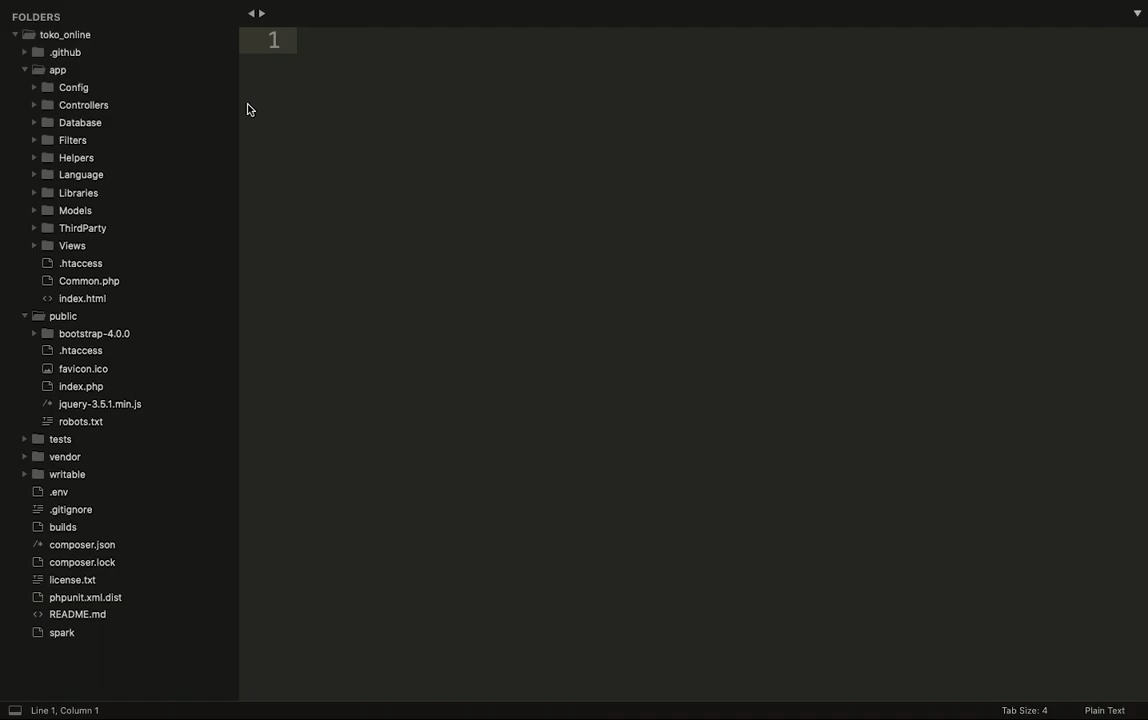 FOLDERS
toko_online
.github
app
Config
Controllers
Database
Filters
Helpers
Language
Libraries
Models
ThirdParty
Views
.htaccess
Common.php
index.html
public
bootstrap-4.0.0
.htaccess
favicon.ico
index.php
jquery-3.5.1.min.js
robots.txt
tests
vendor
writable
.env
.gitignore
builds
composer.json
composer.lock
license.txt
phpunit.xml.dist
README.md
spark
1
Line 1, Column 1
Tab Size: 4
Plain Text